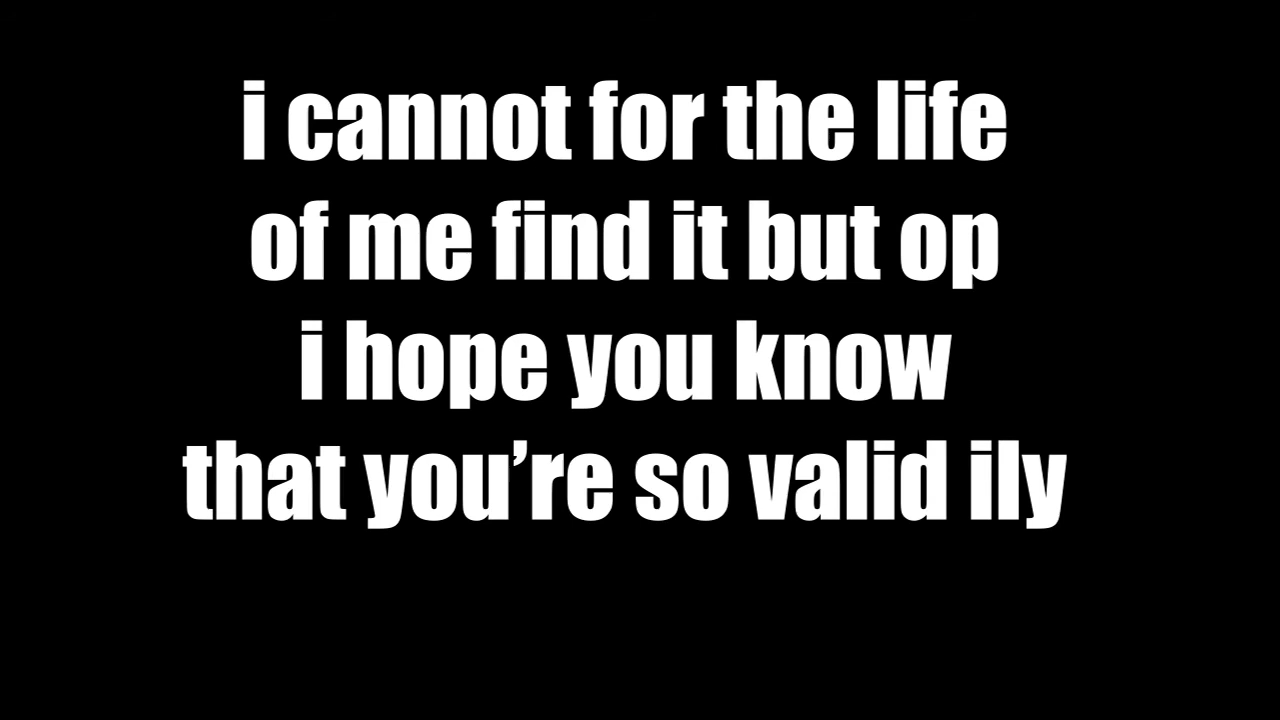 i cannot for the life
of me find it but op
i hope you know
that you’re so valid ily